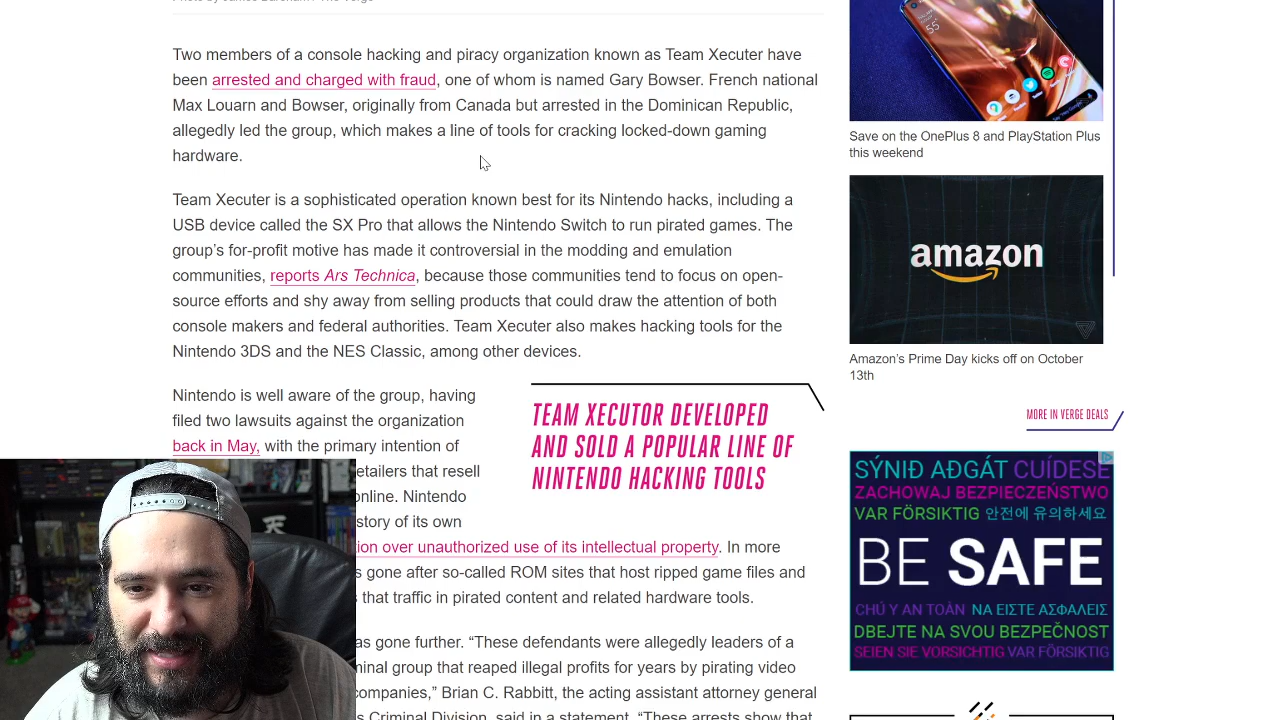 Two members of a console hacking and piracy organization known as Team Xecuter have
been arrested and charged with fraud, one of whom is named Gary Bowser. French national
Max Louarn and Bowser, originally from Canada but arrested in the Dominican Republic,
allegedly led the group, which makes a line of tools for cracking locked-down gaming
hardware.
Team Xecuter is a sophisticated operation known best for its Nintendo hacks, including a
USB device called the SX Pro that allows the Nintendo Switch to run pirated games. The
group’s for-profit motive has made it controversial in the modding and emulation
communities, reports Ars Technica, because those communities tend to focus on open-
source efforts and shy away from selling products that could draw the attention of both
console makers and federal authorities. Team Xecuter also makes hacking tools for the
Nintendo 3DS and the NES Classic, among other devices.
Nintendo is well aware of the group, having
filed two lawsuits against the organization
back in May, with the primary intention of
etailers that resell
online. Nintendo
story of its own
ion over unauthorized use of its intellectual property. In more
s gone after so-called ROM sites that host ripped game files and
s that traffic in pirated content and related hardware tools.
as gone further. “These defendants were allegedly leaders of a
minal group that reaped illegal profits for years by pirating video
companies,” Brian C. Rabbitt, the acting assistant attorney general
s Criminal Division, said in a statement. “These arrests show that
TEAM XECUTOR DEVELOPED
AND SOLD A POPULAR LINE OF
NINTENDO HACKING TOOLS
Save on the OnePlus 8 and PlayStation Plus
this weekend
amazon
Amazon’s Prime Day kicks off on October
13th
MORE IN VERGE DEALS
SÝNIÐ AÐGÁT CUÍDESE
ZACHOWAJ BEZPIECZEŃSTWO
VAR FÖRSIKTIG 안전에 유의하세요
BE SAFE
CHÚ Ý AN TOÀN ΝΑ ΕΙΣΤΕ ΑΣΦΑΛΕΙΣ
DBEJTE NA SVOU BEZPEČNOST
SEIEN SIE VORSICHTIG VAR FÖRSIKTIG